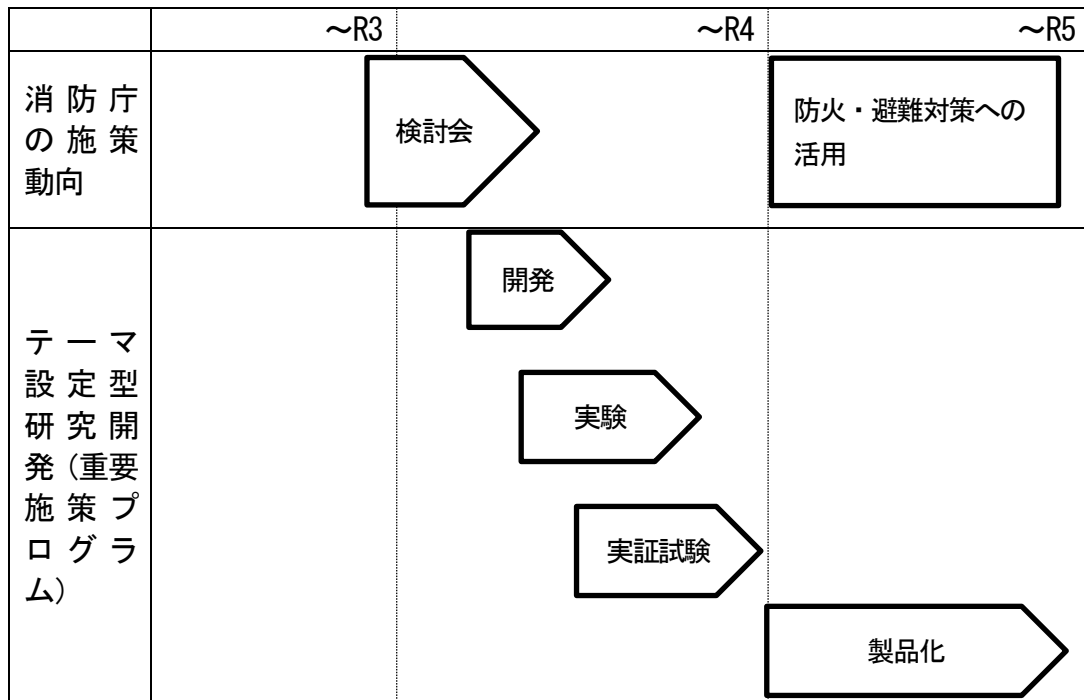 ～R3
～R4
～R5
消防庁
の施策
動向
検討会
防火・避難対策への
活用
テーマ
設定型
研究開
発（重要
施策プ
ログラ
ム）
開発
実験
実証試験
製品化